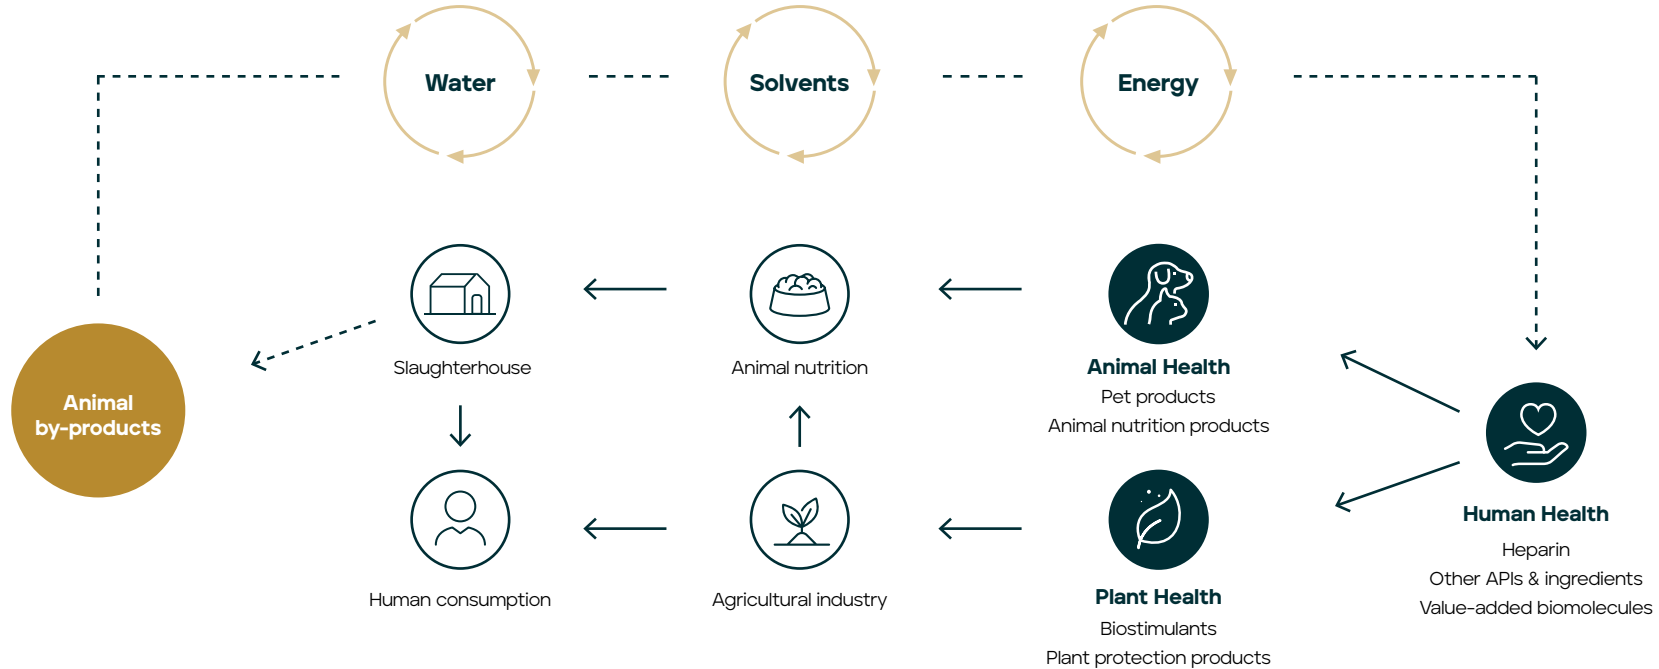 Water
Solvents
Energy
Animal
by-products
Slaughterhouse
Animal nutrition
Animal Health
Pet products
Animal nutrition products
Human consumption
Agricultural industry
Plant Health
Biostimulants
Plant protection products
Human Health
Heparin
Other APIs & ingredients
Value-added biomolecules